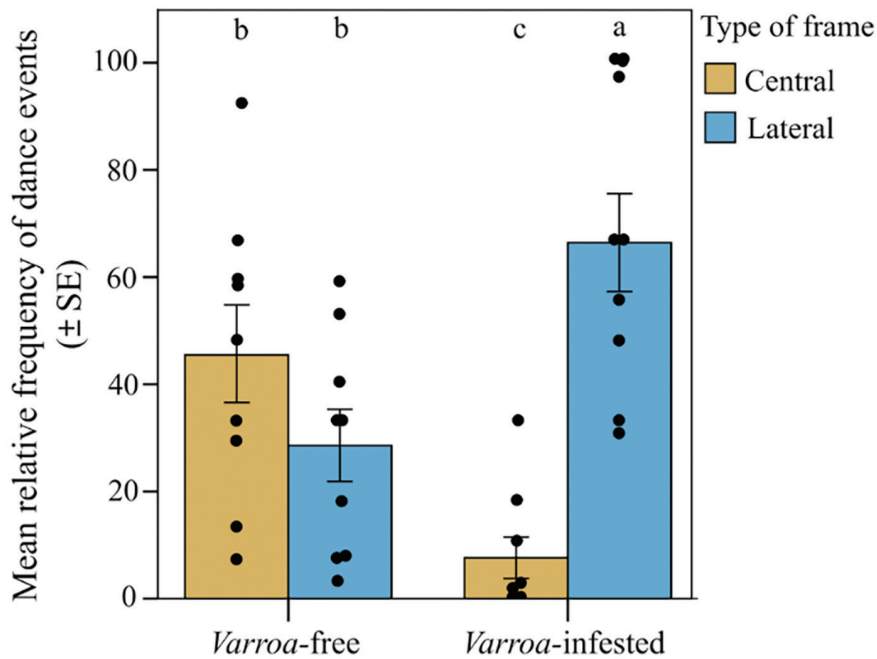 b b c a
Type of frame
Central
Lateral
Mean relative frequency of dance events
(± SE)
100
80
60
40
20
0
Varroa-free Varroa-infested